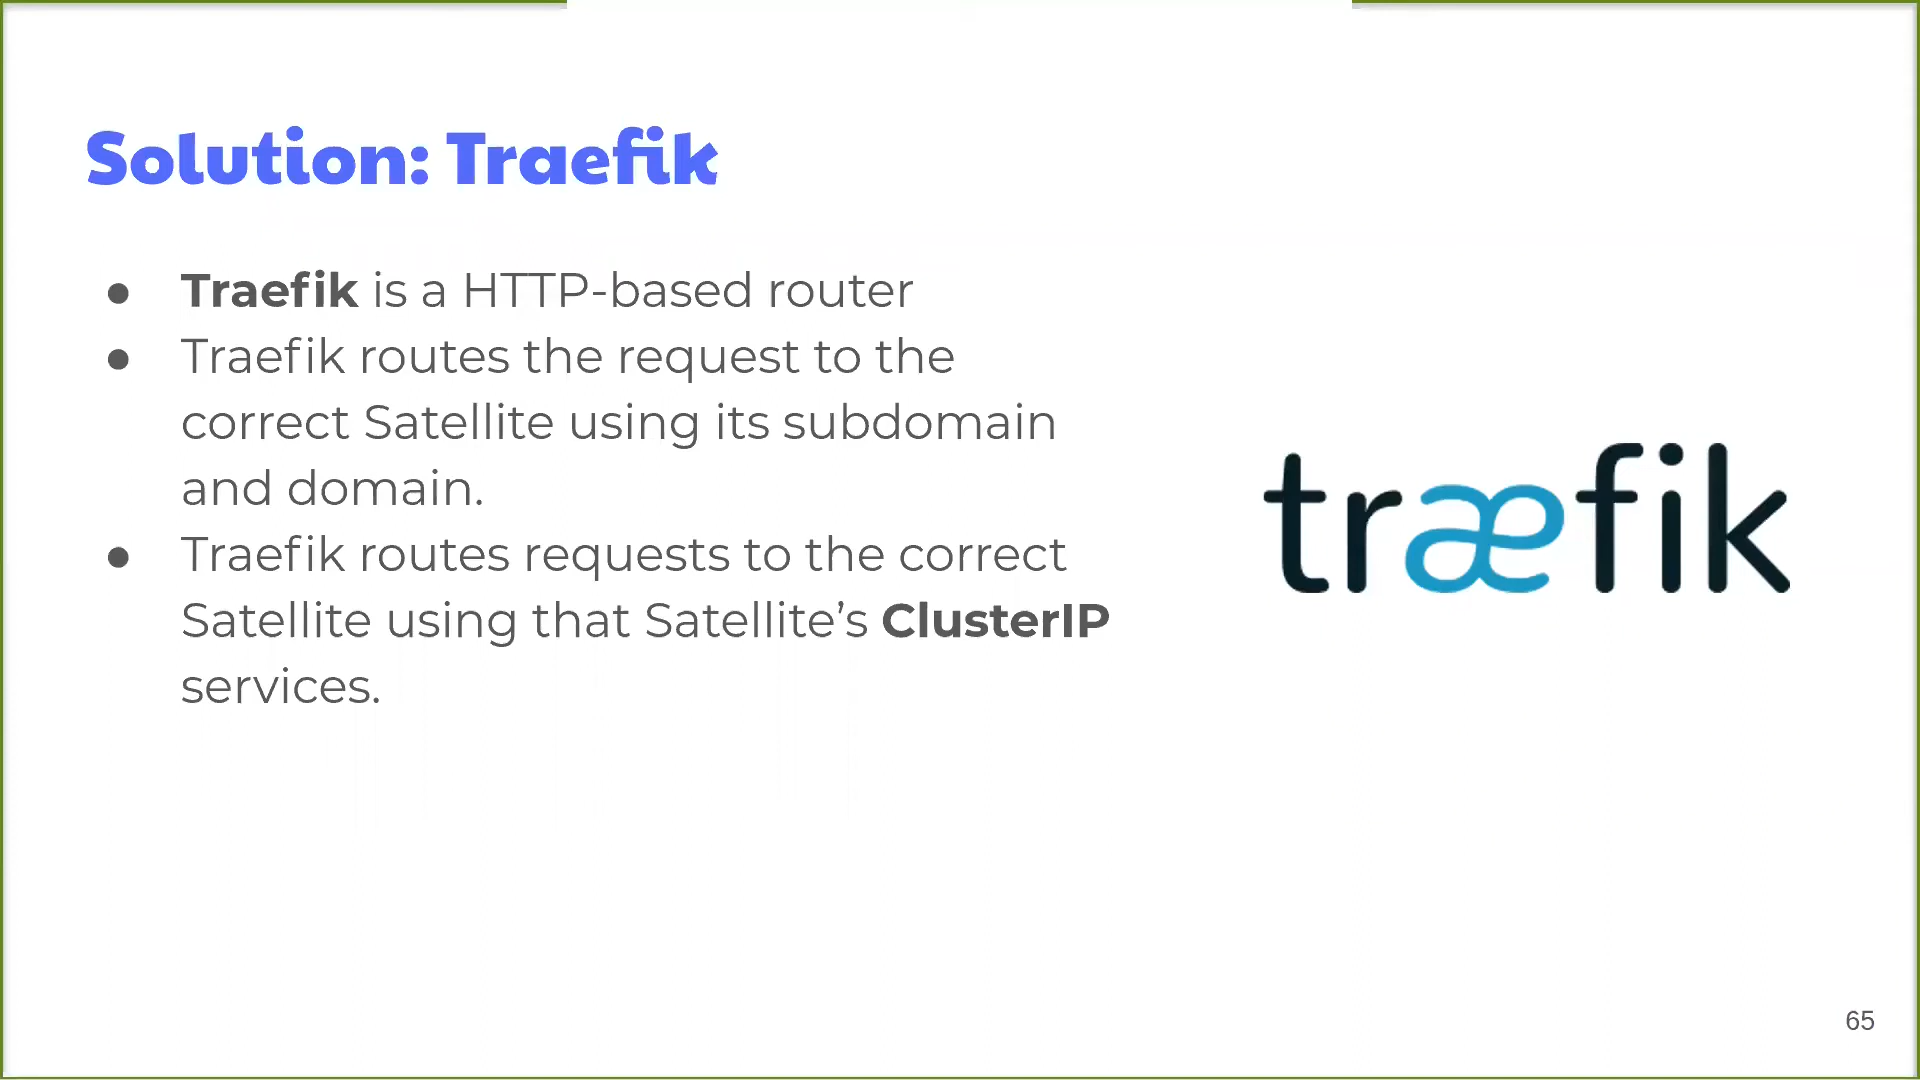 Solution: Traefik
● Traefik is a HTTP-based router
● Traefik routes the request to the
correct Satellite using its subdomain
and domain.
● Traefik routes requests to the correct
Satellite using that Satellite’s ClusterIP
services.
træfik
65